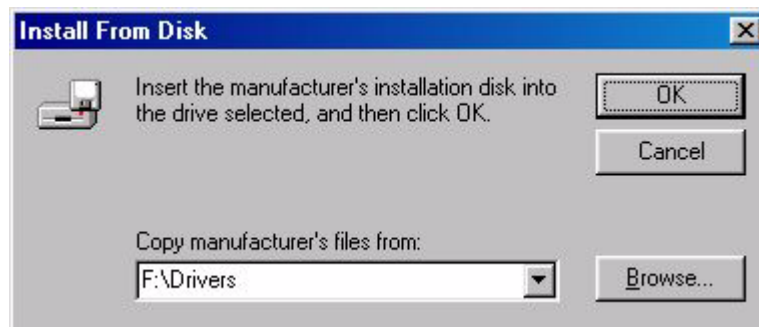 Install From Disk
Insert the manufacturer's installation disk into
the drive selected, and then click OK.
OK
Cancel
Copy manufacturer's files from:
F:\Drivers
Browse...